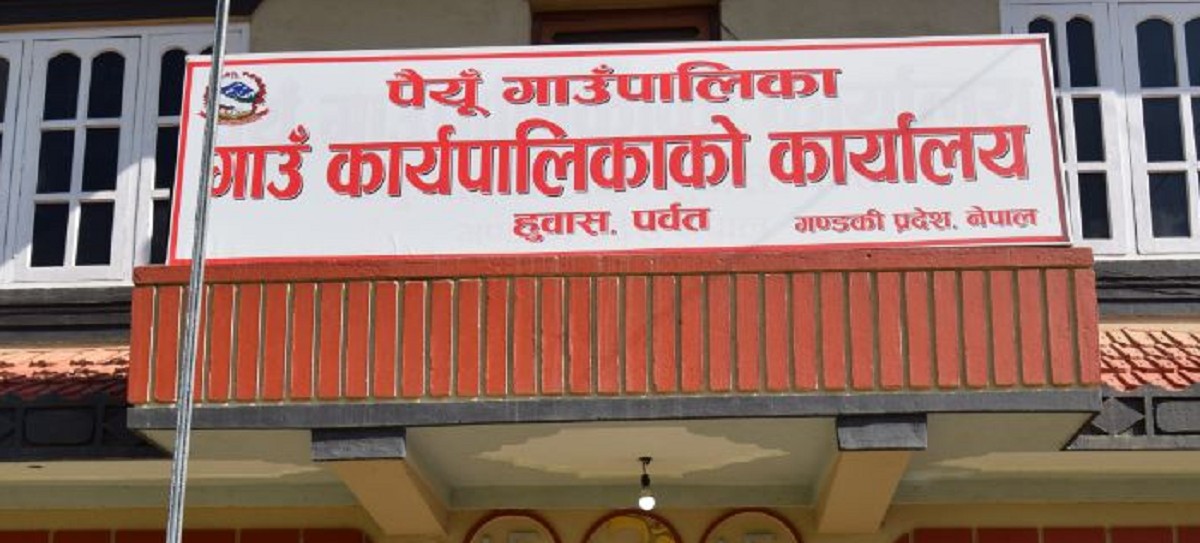 पैयूँ गाउँपालिका
गाउँ कार्यपालिकाको कार्यालय
हुवास, पर्वत
गण्डकी प्रदेश, नेपाल